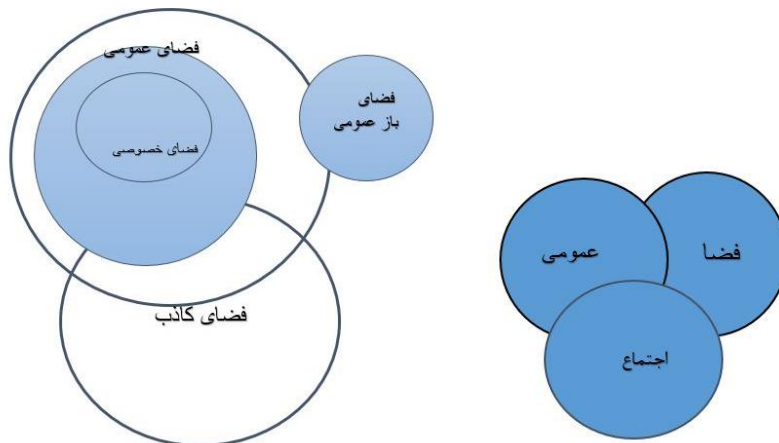 فضای عمومی
فضای
باز عمومی
فضای خصوصی
فضای کاذب
فضا
عمومی
اجتماع